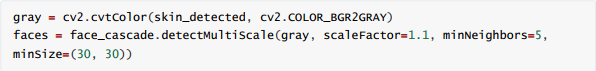 gray = cv2.cvtColor(skin_detected, cv2.COLOR_BGR2GRAY)
faces = face_cascade.detectMultiScale(gray, scaleFactor=1.1, minNeighbors=5,
minSize=(30, 30))